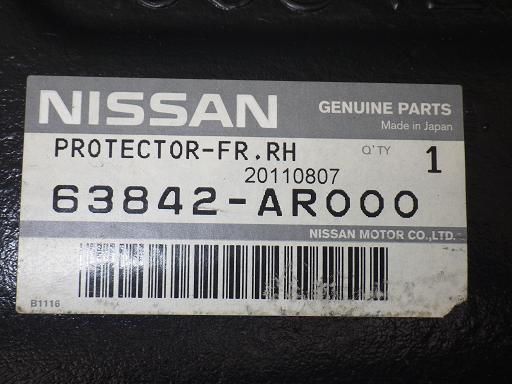 NISSAN GENUINE PARTS
Made in Japan
PROTECTOR-FR.RH Q'TY 1
20110807
63842-AR000
NISSAN MOTOR CO.,LTD.
B1116